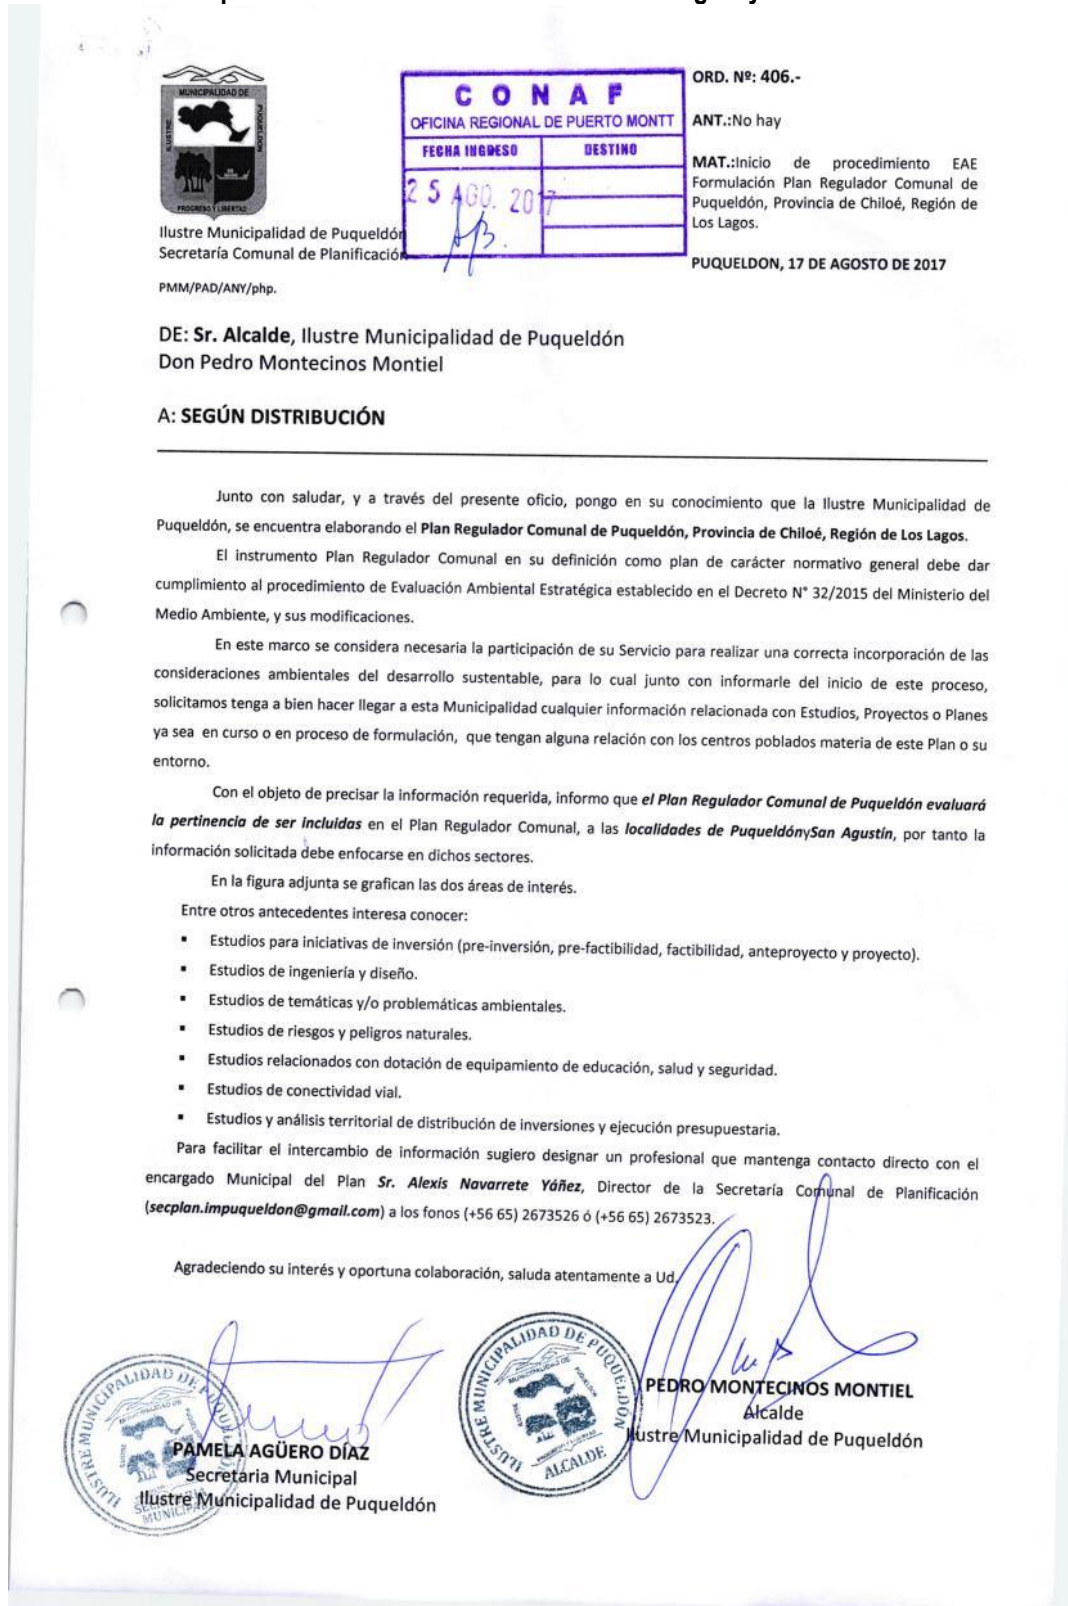 MUNICIPALIDAD DE
ILUSTRE
PUQUELDON
PROGRESO Y LIBERTAD
Ilustre Municipalidad de Puqueldón
Secretaría Comunal de Planificación
PMM/PAD/ANY/php.
CONAF
OFICINA REGIONAL DE PUERTO MONTT
FECHA INGRESO DESTINO
25 AGO. 2017
ORD. Nº: 406.-
ANT.:No hay
MAT.:Inicio de procedimiento EAE
Formulación Plan Regulador Comunal de
Puqueldón, Provincia de Chiloé, Región de
Los Lagos.
PUQUELDON, 17 DE AGOSTO DE 2017
DE: Sr. Alcalde, Ilustre Municipalidad de Puqueldón
Don Pedro Montecinos Montiel
A: SEGÚN DISTRIBUCIÓN
Junto con saludar, y a través del presente oficio, pongo en su conocimiento que la Ilustre Municipalidad de
Puqueldón, se encuentra elaborando el Plan Regulador Comunal de Puqueldón, Provincia de Chiloé, Región de Los Lagos.
El instrumento Plan Regulador Comunal en su definición como plan de carácter normativo general debe dar
cumplimiento al procedimiento de Evaluación Ambiental Estratégica establecido en el Decreto N° 32/2015 del Ministerio del
Medio Ambiente, y sus modificaciones.
En este marco se considera necesaria la participación de su Servicio para realizar una correcta incorporación de las
consideraciones ambientales del desarrollo sustentable, para lo cual junto con informarle del inicio de este proceso,
solicitamos tenga a bien hacer llegar a esta Municipalidad cualquier información relacionada con Estudios, Proyectos o Planes
ya sea en curso o en proceso de formulación, que tengan alguna relación con los centros poblados materia de este Plan o su
entorno.
Con el objeto de precisar la información requerida, informo que el Plan Regulador Comunal de Puqueldón evaluará
la pertinencia de ser incluidas en el Plan Regulador Comunal, a las localidades de PuqueldónySan Agustín, por tanto la
información solicitada debe enfocarse en dichos sectores.
En la figura adjunta se grafican las dos áreas de interés.
Entre otros antecedentes interesa conocer:
▪ Estudios para iniciativas de inversión (pre-inversión, pre-factibilidad, factibilidad, anteproyecto y proyecto).
▪ Estudios de ingeniería y diseño.
▪ Estudios de temáticas y/o problemáticas ambientales.
▪ Estudios de riesgos y peligros naturales.
▪ Estudios relacionados con dotación de equipamiento de educación, salud y seguridad.
▪ Estudios de conectividad vial.
▪ Estudios y análisis territorial de distribución de inversiones y ejecución presupuestaria.
Para facilitar el intercambio de información sugiero designar un profesional que mantenga contacto directo con el
encargado Municipal del Plan Sr. Alexis Navarrete Yáñez, Director de la Secretaría Comunal de Planificación
(secplan.impuqueldon@gmail.com) a los fonos (+56 65) 2673526 ó (+56 65) 2673523.
Agradeciendo su interés y oportuna colaboración, saluda atentamente a Ud.
ILUSTRE MUNICIPALIDAD DE PUQUELDÓN
SECRETARIA
MUNICIPAL
PAMELA AGÜERO DÍAZ
Secretaria Municipal
Ilustre Municipalidad de Puqueldón
ILUSTRE MUNICIPALIDAD DE PUQUELDÓN
ALCALDE
PEDRO MONTECINOS MONTIEL
Alcalde
Ilustre Municipalidad de Puqueldón